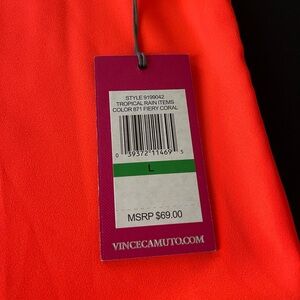 STYLE 9199042
TROPICAL RAIN ITEMS
COLOR 871 FIERY CORAL
0 39372 11469 5
L
MSRP $69.00
VINCECAMUTO.COM